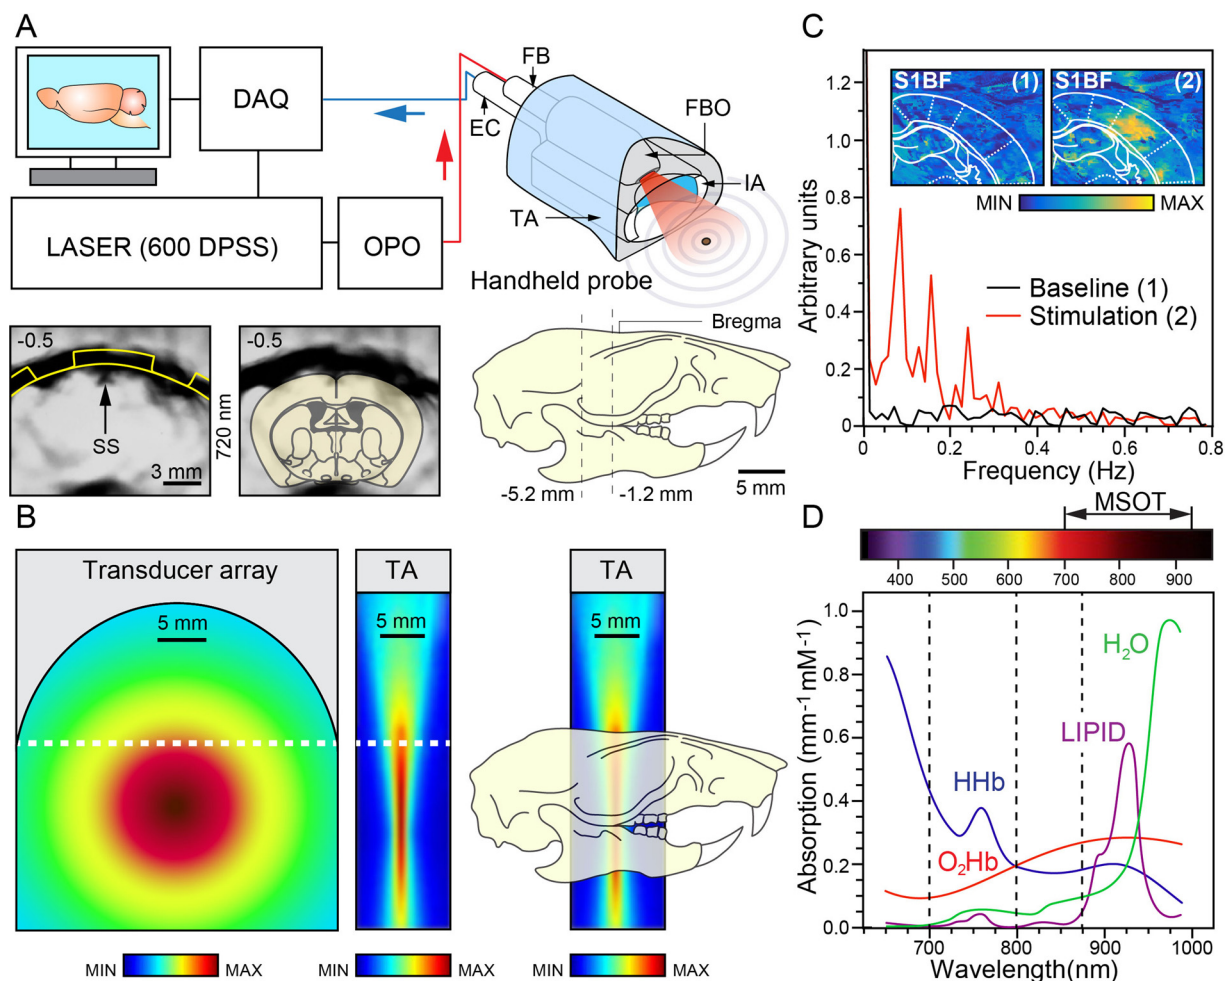 A
DAQ
LASER (600 DPSS)
OPO
FB
EC
FBO
IA
TA
Handheld probe
-0.5
SS
3 mm
720 nm
-0.5
Bregma
-5.2 mm
-1.2 mm
5 mm
B
Transducer array
5 mm
TA
5 mm
TA
5 mm
MIN MAX
MIN MAX
MIN MAX
C
Arbitrary units
1.2
1.0
0.8
0.6
0.4
0.2
0
S1BF (1)
S1BF (2)
MIN MAX
Baseline (1)
Stimulation (2)
0 0.2 0.4 0.6 0.8
Frequency (Hz)
D
MSOT
400 500 600 700 800 900
Absorption (mm-1 mM-1)
1.0
0.8
0.6
0.4
0.2
0.0
HHb
O2Hb
LIPID
H2O
700 800 900 1000
Wavelength(nm)